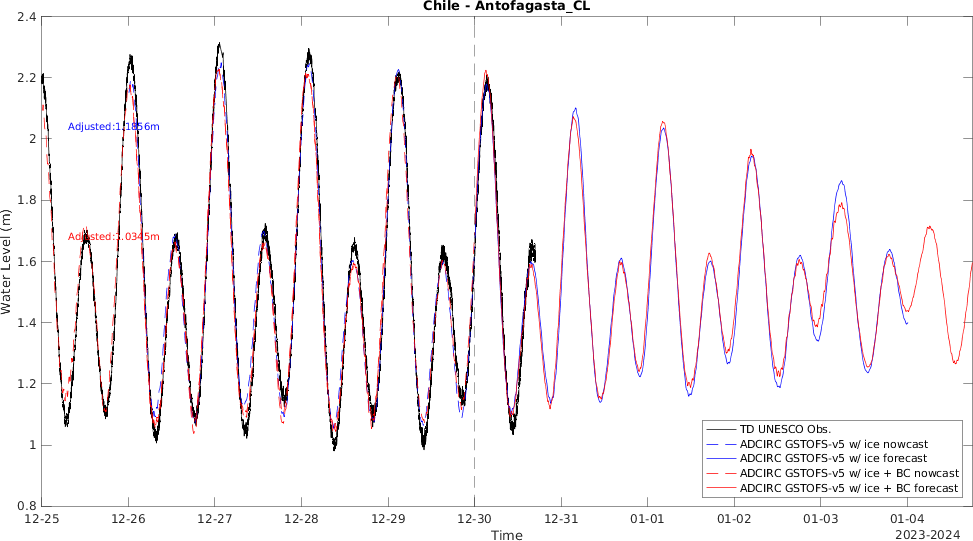 Chile - Antofagasta_CL
2.4
2.2
2
1.8
1.6
1.4
1.2
1
0.8
Water Level (m)
Adjusted:1.1856m
Adjusted:1.0345m
TD UNESCO Obs.
ADCIRC GSTOFS-v5 w/ ice nowcast
ADCIRC GSTOFS-v5 w/ ice forecast
ADCIRC GSTOFS-v5 w/ ice + BC nowcast
ADCIRC GSTOFS-v5 w/ ice + BC forecast
12-25 12-26 12-27 12-28 12-29 12-30 12-31 01-01 01-02 01-03 01-04
Time
2023-2024